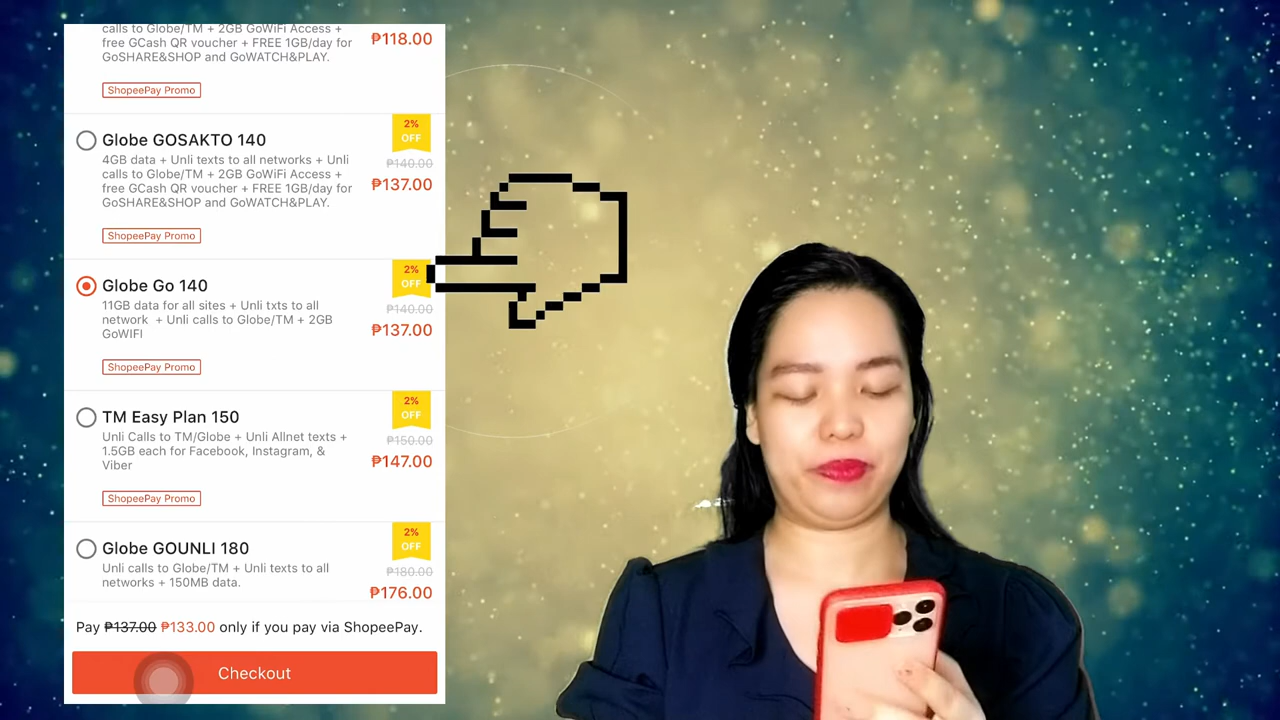 calls to Globe/TM + 2GB GoWiFi Access +
free GCash QR voucher + FREE 1GB/day for
GoSHARE&SHOP and GoWATCH&PLAY.
₱118.00
ShopeePay Promo
Globe GOSAKTO 140
4GB data + Unli texts to all networks + Unli
calls to Globe/TM + 2GB GoWiFi Access +
free GCash QR voucher + FREE 1GB/day for
GoSHARE&SHOP and GoWATCH&PLAY.
2%
OFF
₱140.00
₱137.00
ShopeePay Promo
Globe Go 140
11GB data for all sites + Unli txts to all
network + Unli calls to Globe/TM + 2GB
GoWIFI
2%
OFF
₱140.00
₱137.00
ShopeePay Promo
TM Easy Plan 150
Unli Calls to TM/Globe + Unli Allnet texts +
1.5GB each for Facebook, Instagram, &
Viber
2%
OFF
₱150.00
₱147.00
ShopeePay Promo
Globe GOUNLI 180
Unli calls to Globe/TM + Unli texts to all
networks + 150MB data.
2%
OFF
₱180.00
₱176.00
Pay ₱137.00 ₱133.00 only if you pay via ShopeePay.
Checkout